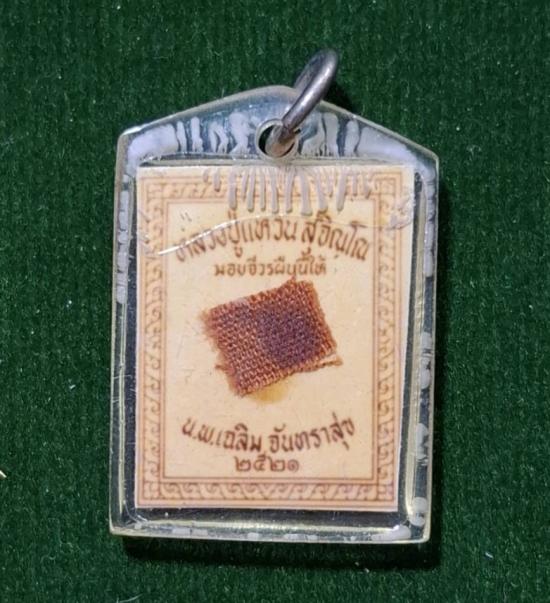 หลวงปู่แหวน สุจิณโณ
มอบจีวรผืนนี้ให้
น.พ.เฉลิม จันทราสุข
๒๕๒๑